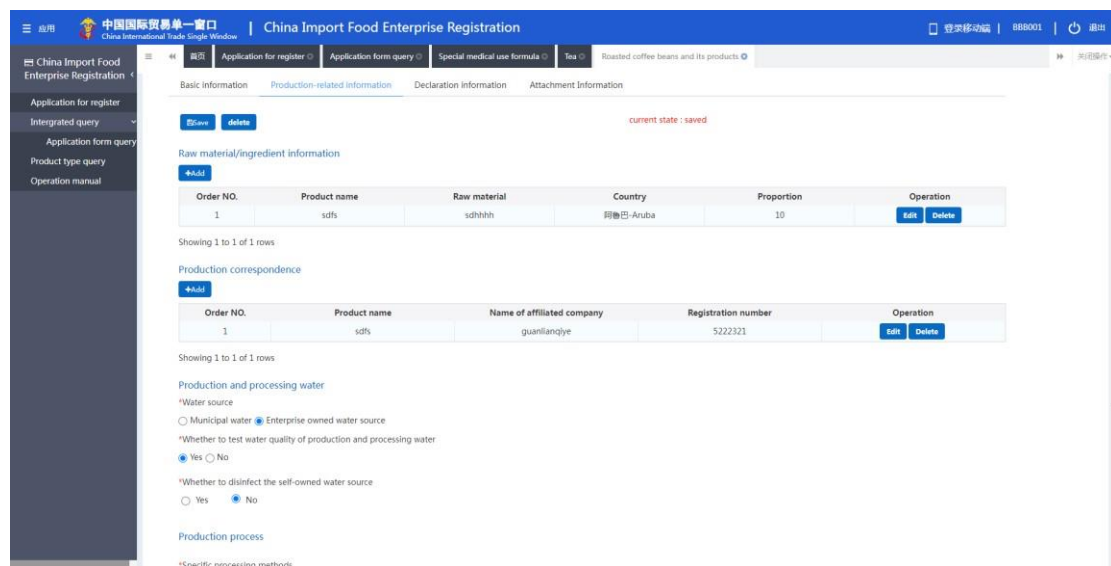 应用 中国国际贸易单一窗口 China International Trade Single Window | China Import Food Enterprise Registration 登录移动端 | BBB001 | 退出
China Import Food Enterprise Registration
首页 Application for register Application form query Special medical use formula Tea Roasted coffee beans and its products 关闭操作
Basic information Production-related information Declaration information Attachment Information
Application for register
Intergrated query
Application form query
Product type query
Operation manual
Save delete current state : saved
Raw material/ingredient information
+Add
Order NO. Product name Raw material Country Proportion Operation
1 sdfs sdhhhh 阿鲁巴-Aruba 10 Edit Delete
Showing 1 to 1 of 1 rows
Production correspondence
+Add
Order NO. Product name Name of affiliated company Registration number Operation
1 sdfs guanlianqiye 5222321 Edit Delete
Showing 1 to 1 of 1 rows
Production and processing water
*Water source
Municipal water Enterprise owned water source
*Whether to test water quality of production and processing water
Yes No
*Whether to disinfect the self-owned water source
Yes No
Production process
*Specific processing methods